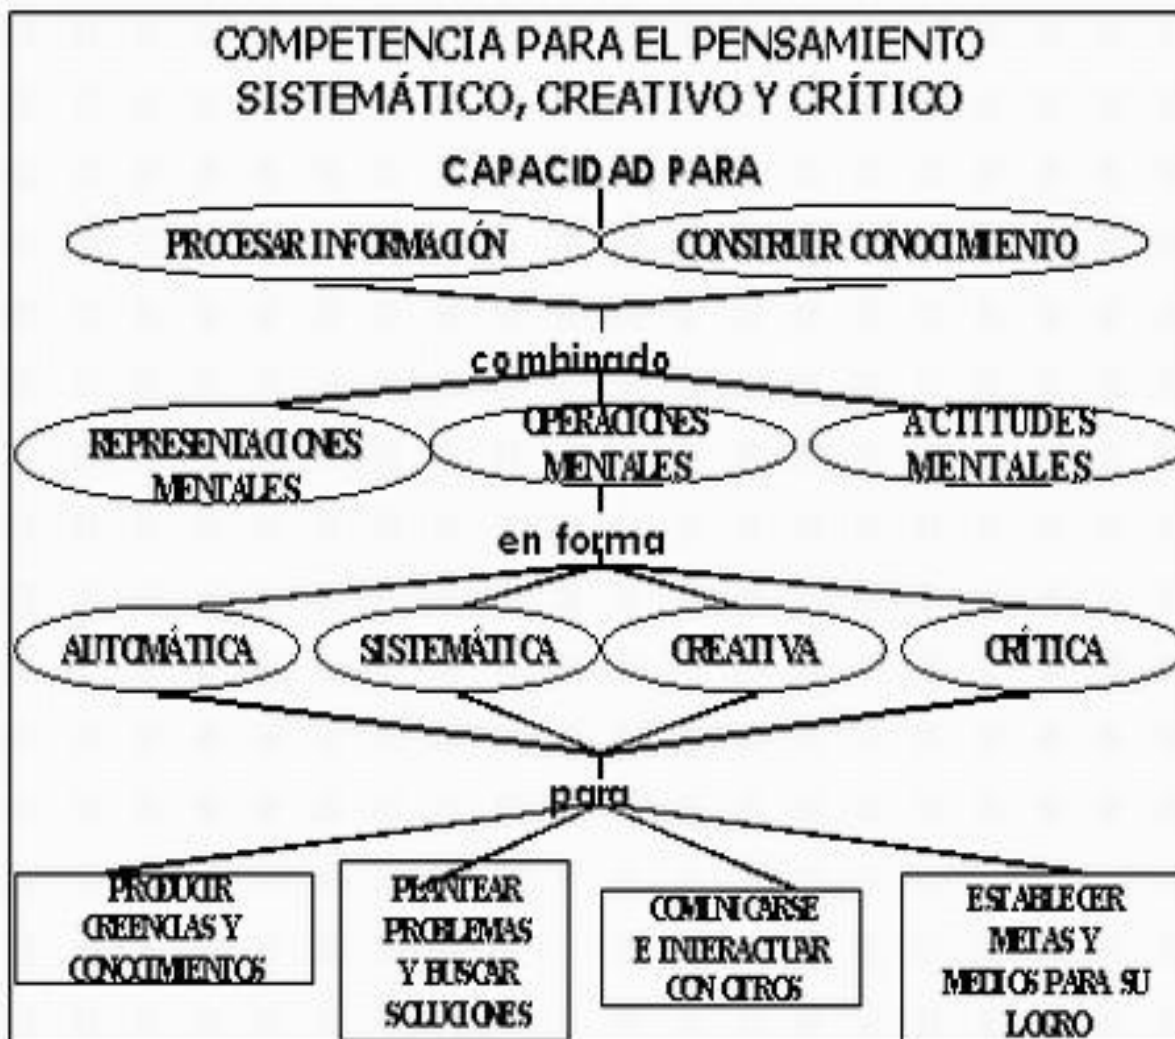 COMPETENCIA PARA EL PENSAMIENTO
SISTEMÁTICO, CREATIVO Y CRÍTICO
CAPACIDAD PARA
PROCESAR INFORMACIÓN
CONSTRUIR CONOCIMIENTO
combinado
REPRESENTACIONES
MENTALES
OPERACIONES
MENTALES
ACTITUDES
MENTALES
en forma
AUTOMÁTICA
SISTEMÁTICA
CREATIVA
CRÍTICA
para
PRODUCIR
CREENCIAS Y
CONOCIMIENTOS
PLANTEAR
PROBLEMAS
Y BUSCAR
SOLUCIONES
COMUNICARSE
E INTERACTUAR
CON OTROS
ESTABLECER
METAS Y
MEDIOS PARA SU
LOGRO